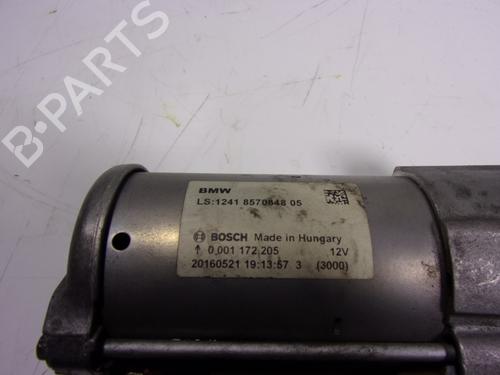 B-Parts
BMW
LS:1241 8570848 05
BOSCH Made in Hungary
↑ 0 001 172 205 12V
20160521 19:13:57 3 (3000)